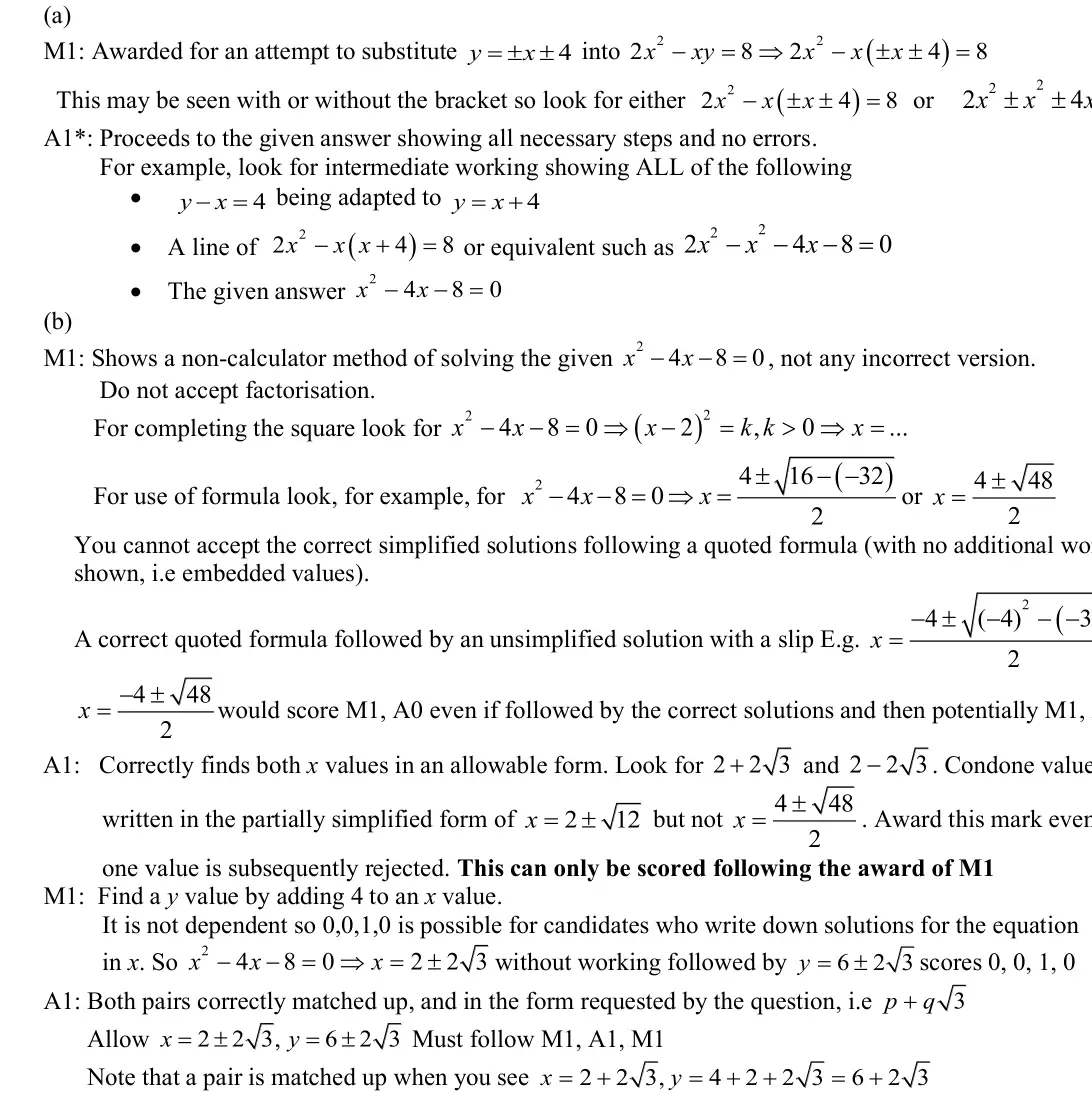 (a)
M1: Awarded for an attempt to substitute y = ±x ± 4 into 2x² − xy = 8 ⇒ 2x² − x(±x ± 4) = 8
This may be seen with or without the bracket so look for either 2x² − x(±x ± 4) = 8 or 2x² ± x² ± 4x
A1*: Proceeds to the given answer showing all necessary steps and no errors.
For example, look for intermediate working showing ALL of the following
• y − x = 4 being adapted to y = x + 4
• A line of 2x² − x(x + 4) = 8 or equivalent such as 2x² − x² − 4x − 8 = 0
• The given answer x² − 4x − 8 = 0
(b)
M1: Shows a non-calculator method of solving the given x² − 4x − 8 = 0, not any incorrect version.
Do not accept factorisation.
For completing the square look for x² − 4x − 8 = 0 ⇒ (x − 2)² = k, k > 0 ⇒ x = ...
For use of formula look, for example, for x² − 4x − 8 = 0 ⇒ x = (4 ± √(16 − (−32)))/2 or x = (4 ± √48)/2
You cannot accept the correct simplified solutions following a quoted formula (with no additional wo
shown, i.e embedded values).
A correct quoted formula followed by an unsimplified solution with a slip E.g. x = (−4 ± √((−4)² − (−3))/2
x = (−4 ± √48)/2 would score M1, A0 even if followed by the correct solutions and then potentially M1,
A1: Correctly finds both x values in an allowable form. Look for 2 + 2√3 and 2 − 2√3. Condone value
written in the partially simplified form of x = 2 ± √12 but not x = (4 ± √48)/2. Award this mark even
one value is subsequently rejected. This can only be scored following the award of M1
M1: Find a y value by adding 4 to an x value.
It is not dependent so 0,0,1,0 is possible for candidates who write down solutions for the equation
in x. So x² − 4x − 8 = 0 ⇒ x = 2 ± 2√3 without working followed by y = 6 ± 2√3 scores 0, 0, 1, 0
A1: Both pairs correctly matched up, and in the form requested by the question, i.e p + q√3
Allow x = 2 ± 2√3, y = 6 ± 2√3 Must follow M1, A1, M1
Note that a pair is matched up when you see x = 2 + 2√3, y = 4 + 2 + 2√3 = 6 + 2√3